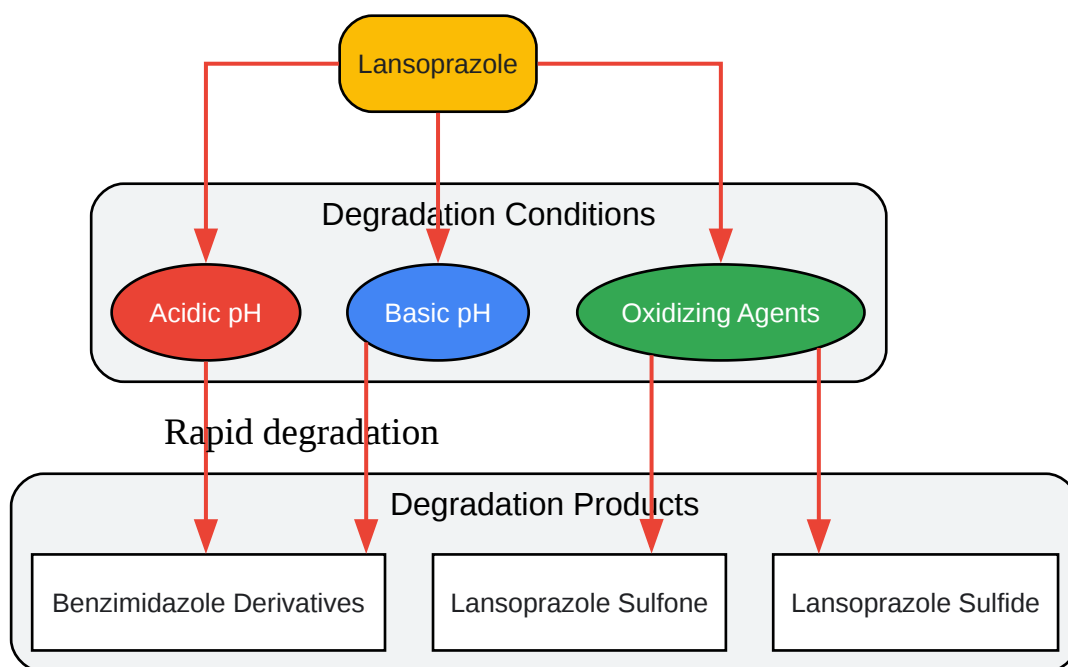 Lansoprazole
Degradation Conditions
Acidic pH
Basic pH
Oxidizing Agents
Rapid degradation
Degradation Products
Benzimidazole Derivatives
Lansoprazole Sulfone
Lansoprazole Sulfide